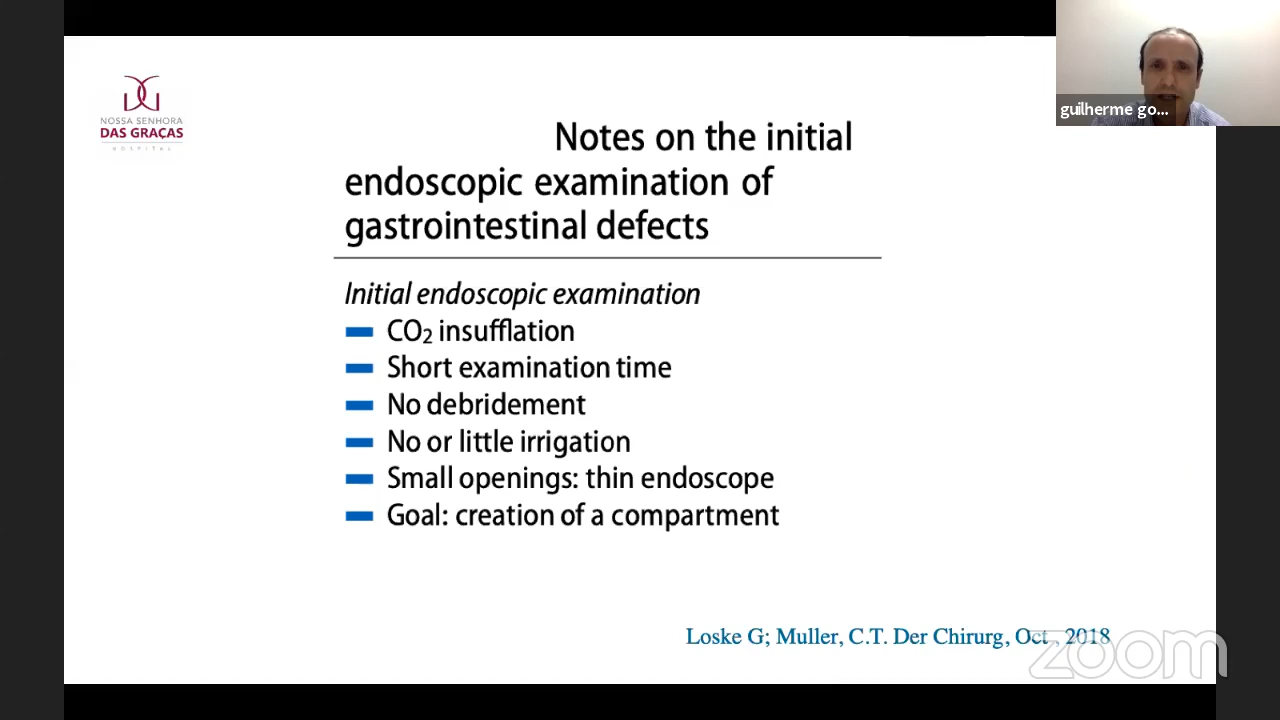 NOSSA SENHORA
DAS GRAÇAS
HOSPITAL
guilherme go...
Notes on the initial
endoscopic examination of
gastrointestinal defects
Initial endoscopic examination
CO₂ insufflation
Short examination time
No debridement
No or little irrigation
Small openings: thin endoscope
Goal: creation of a compartment
Loske G; Muller, C.T. Der Chirurg, Oct., 2018
zoom